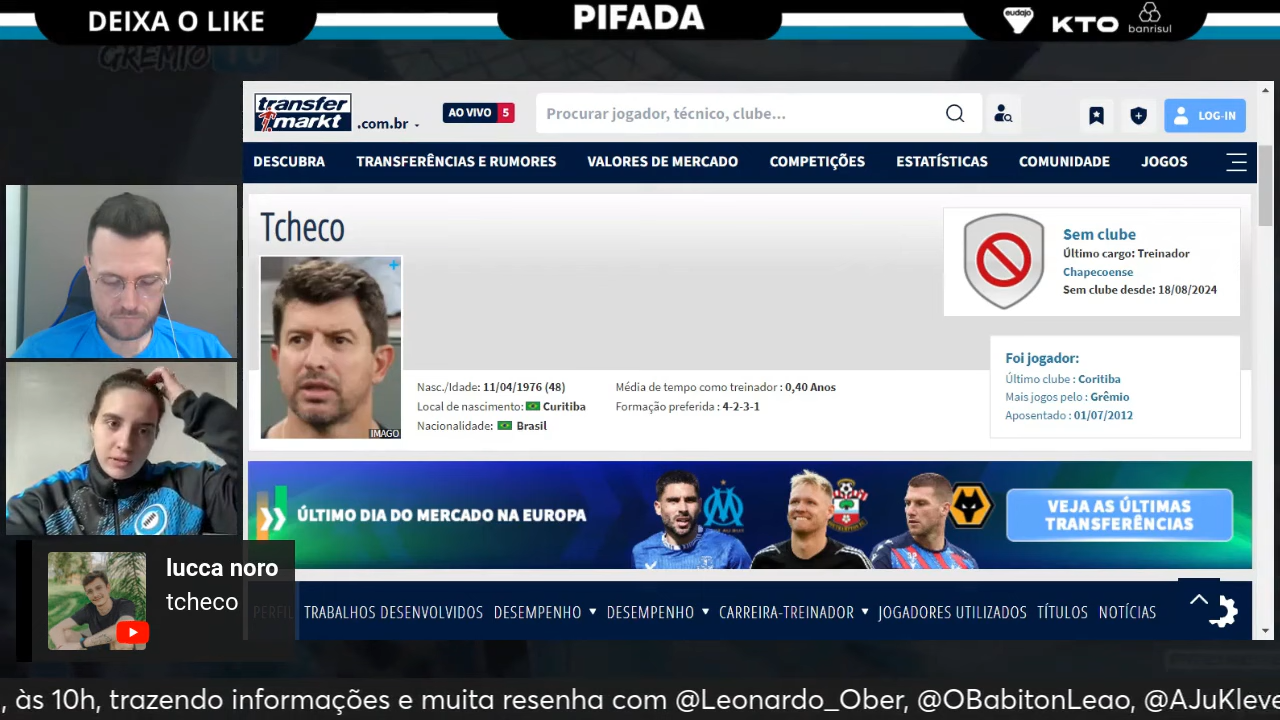 DEIXA O LIKE
PIFADA
eudajo
KTO
banrisul
GRÊMIO
transfer
markt
.com.br
AO VIVO 5
Procurar jogador, técnico, clube...
LOG-IN
DESCUBRA
TRANSFERÊNCIAS E RUMORES
VALORES DE MERCADO
COMPETIÇÕES
ESTATÍSTICAS
COMUNIDADE
JOGOS
Tcheco
Sem clube
Último cargo: Treinador
Chapecoense
Sem clube desde: 18/08/2024
IMAGO
Nasc./Idade: 11/04/1976 (48)
Local de nascimento: Curitiba
Nacionalidade: Brasil
Média de tempo como treinador : 0,40 Anos
Formação preferida : 4-2-3-1
Foi jogador:
Último clube : Coritiba
Mais jogos pelo : Grêmio
Aposentado : 01/07/2012
ÚLTIMO DIA DO MERCADO NA EUROPA
VEJA AS ÚLTIMAS
TRANSFERÊNCIAS
lucca noro
tcheco
PERFIL
TRABALHOS DESENVOLVIDOS
DESEMPENHO
DESEMPENHO
CARREIRA-TREINADOR
JOGADORES UTILIZADOS
TÍTULOS
NOTÍCIAS
, às 10h, trazendo informações e muita resenha com @Leonardo_Ober, @OBabitonLeao, @AJuKleve